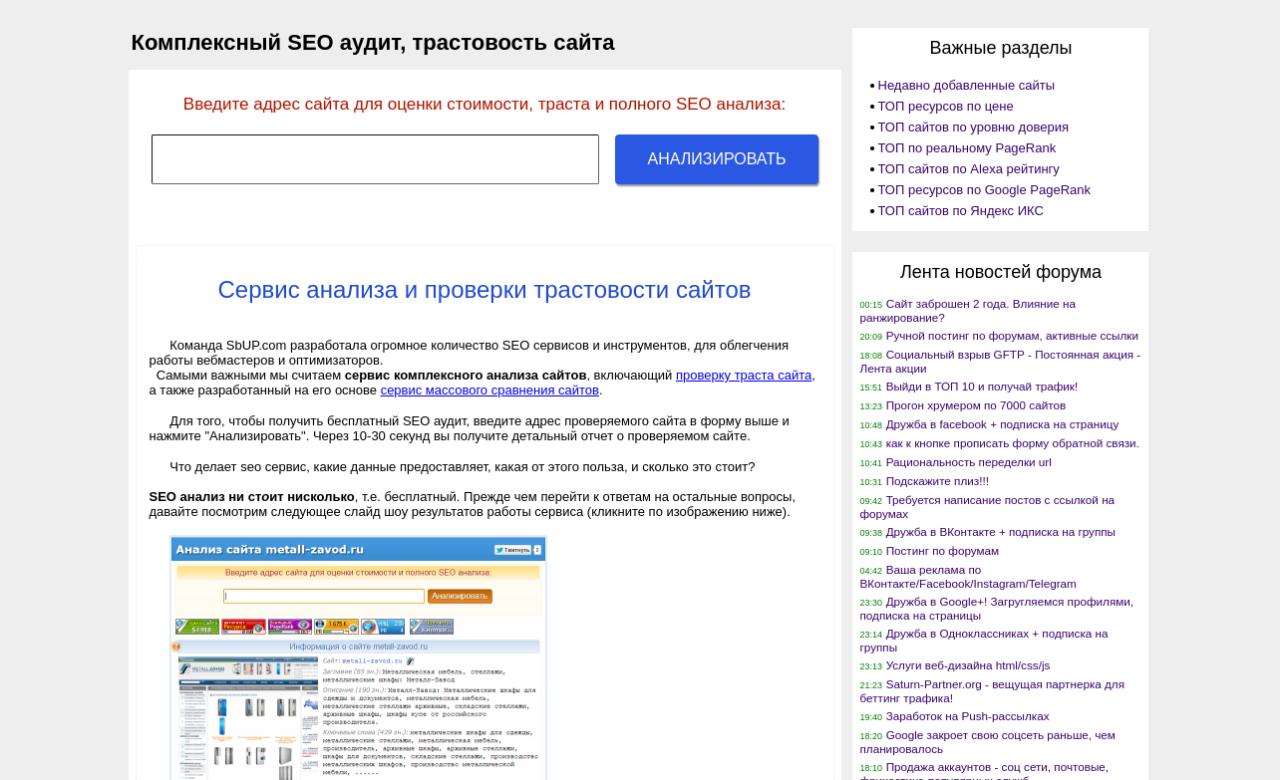 Комплексный SEO аудит, трастовость сайта
Введите адрес сайта для оценки стоимости, траста и полного SEO анализа:
АНАЛИЗИРОВАТЬ
Сервис анализа и проверки трастовости сайтов
Команда SbUP.com разработала огромное количество SEO сервисов и инструментов, для облегчения
работы вебмастеров и оптимизаторов.
Самыми важными мы считаем сервис комплексного анализа сайтов, включающий проверку траста сайта,
а также разработанный на его основе сервис массового сравнения сайтов.
Для того, чтобы получить бесплатный SEO аудит, введите адрес проверяемого сайта в форму выше и
нажмите "Анализировать". Через 10-30 секунд вы получите детальный отчет о проверяемом сайте.
Что делает seo сервис, какие данные предоставляет, какая от этого польза, и сколько это стоит?
SEO анализ ни стоит нисколько, т.е. бесплатный. Прежде чем перейти к ответам на остальные вопросы,
давайте посмотрим следующее слайд шоу результатов работы сервиса (кликните по изображению ниже).
Анализ сайта metall-zavod.ru
Твитнуть
Введите адрес сайта для оценки стоимости и полного SEO анализа:
Анализировать
Информация о сайте metall-zavod.ru
Сайт: metall-zavod.ru
Заглавие (65 зн.): Металлическая мебель, стеллажи,
металлические шкафы: Металл-Завод
Описание (190 зн.): Металл-Завод: Металлические шкафы для
одежды и документов, металлическая мебель,
металлические стеллажи архивные, складские стеллажи,
архивные шкафы, шкафы купе от российского
производителя.
Ключевые слова (439 зн.): металлические шкафы для одежды,
металлические стеллажи, металлическая мебель,
производитель, архивные шкафы, архивные стеллажи,
шкафы для документов, складские стеллажи, производство
металлических шкафов, производство металлической
мебели, ......
Важные разделы
• Недавно добавленные сайты
• ТОП ресурсов по цене
• ТОП сайтов по уровню доверия
• ТОП по реальному PageRank
• ТОП сайтов по Alexa рейтингу
• ТОП ресурсов по Google PageRank
• ТОП сайтов по Яндекс ИКС
Лента новостей форума
00:15 Сайт заброшен 2 года. Влияние на
ранжирование?
20:09 Ручной постинг по форумам, активные ссылки
18:08 Социальный взрыв GFTP - Постоянная акция -
Лента акции
15:51 Выйди в ТОП 10 и получай трафик!
13:23 Прогон хрумером по 7000 сайтов
10:48 Дружба в facebook + подписка на страницу
10:43 как к кнопке прописать форму обратной связи.
10:41 Рациональность переделки url
10:31 Подскажите плиз!!!
09:42 Требуется написание постов с ссылкой на
форумах
09:38 Дружба в ВКонтакте + подписка на группы
09:10 Постинг по форумам
04:42 Ваша реклама по
ВКонтакте/Facebook/Instagram/Telegram
23:30 Дружба в Google+! Загругляемся профилями,
подписка на страницы
23:14 Дружба в Одноклассниках + подписка на
группы
23:13 Услуги веб-дизайна html/css/js
21:23 Saturn-Partner.com - вещущая партнерка для
беттинг трафика!
19:40 Заработок на Push-рассылках
18:20 Google закроет свою соцсеть раньше, чем
планировалось
18:10 Продажа аккаунтов - соц сети, почтовые,